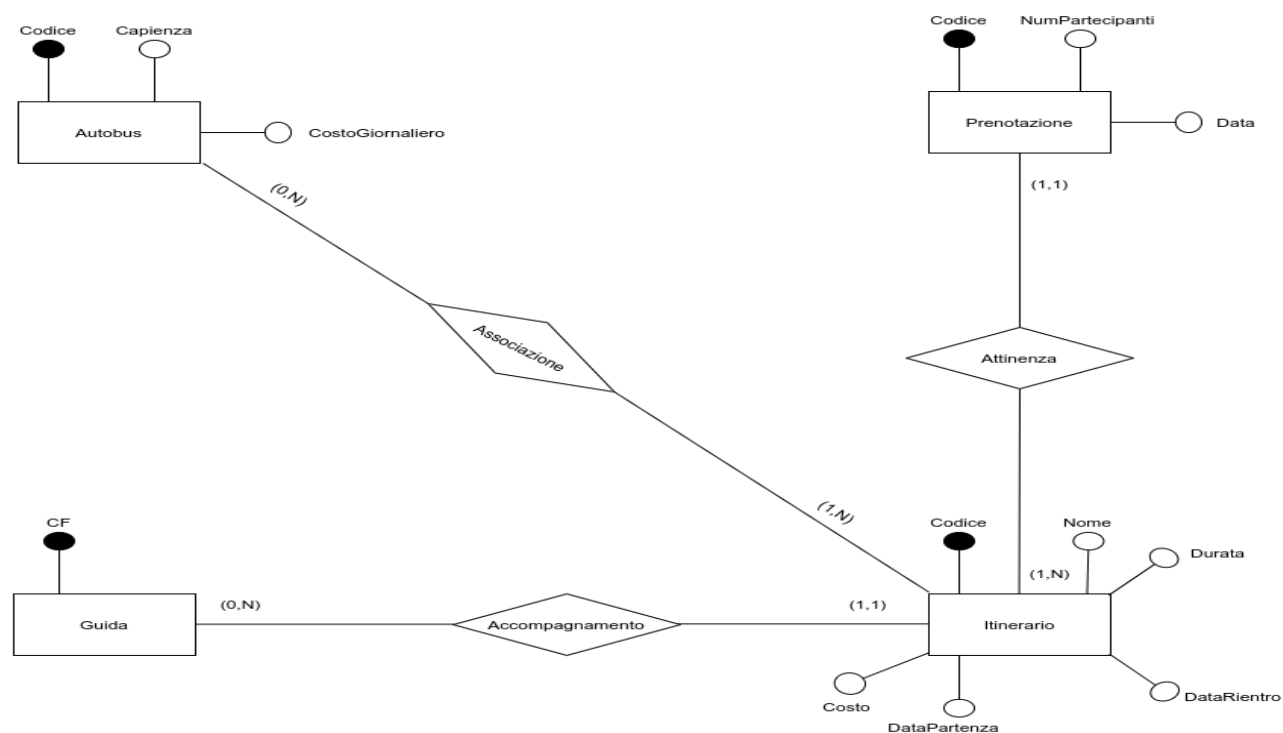 Codice
Capienza
Autobus
CostoGiornaliero
(0,N)
Codice
NumPartecipanti
Prenotazione
Data
(1,1)
Associazione
Attinenza
(1,N)
CF
Guida
(0,N)
Accompagnamento
(1,1)
Codice
(1,N)
Nome
Durata
Itinerario
Costo
DataPartenza
DataRientro